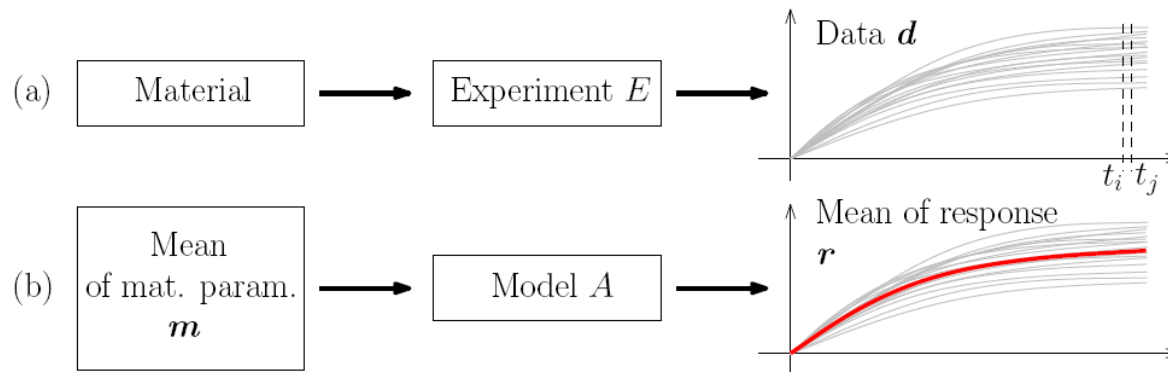 (a)
Material
Experiment E
Data d
t_i t_j
(b)
Mean
of mat. param.
m
Model A
Mean of response
r